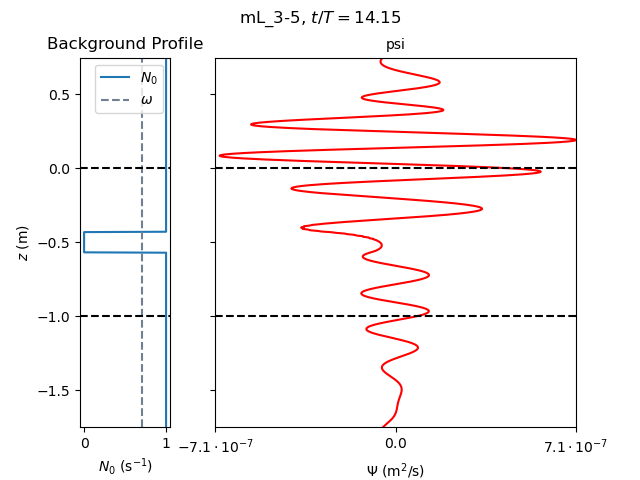 mL_3-5, t/T = 14.15
Background Profile
psi
N₀
ω
0.5
0.0
−0.5
−1.0
−1.5
z (m)
0
1
N₀ (s⁻¹)
−7.1 · 10⁻⁷
0.0
7.1 · 10⁻⁷
Ψ (m²/s)